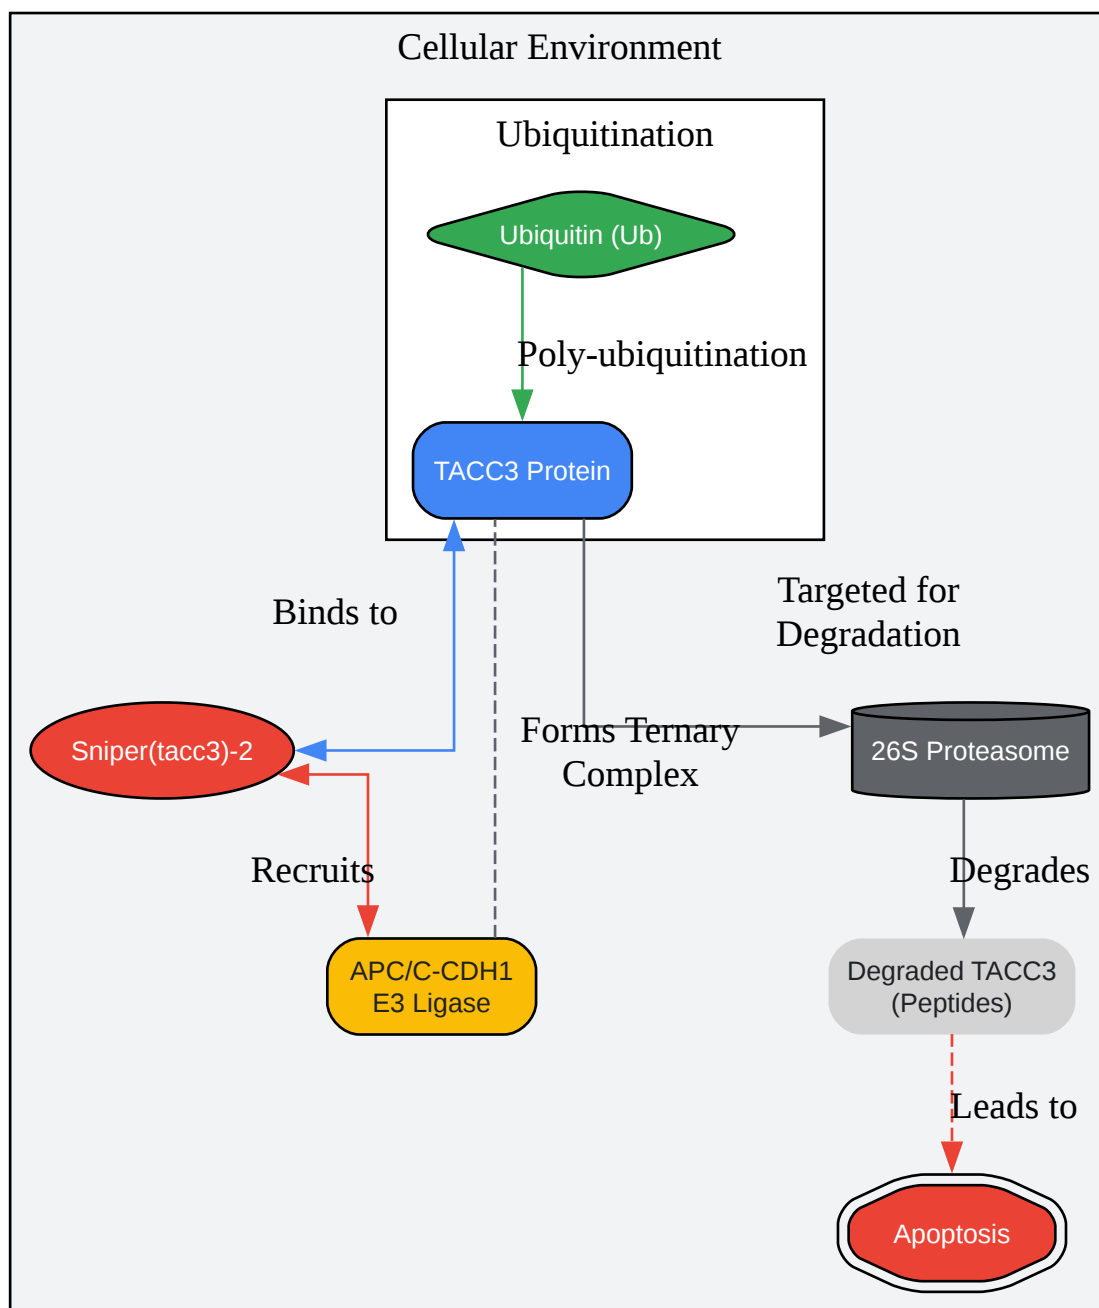 Cellular Environment
Ubiquitination
Ubiquitin (Ub)
Poly-ubiquitination
TACC3 Protein
Binds to
Targeted for
Degradation
Sniper(tacc3)-2
Forms Ternary
Complex
26S Proteasome
Recruits
Degrades
APC/C-CDH1
E3 Ligase
Degraded TACC3
(Peptides)
Leads to
Apoptosis